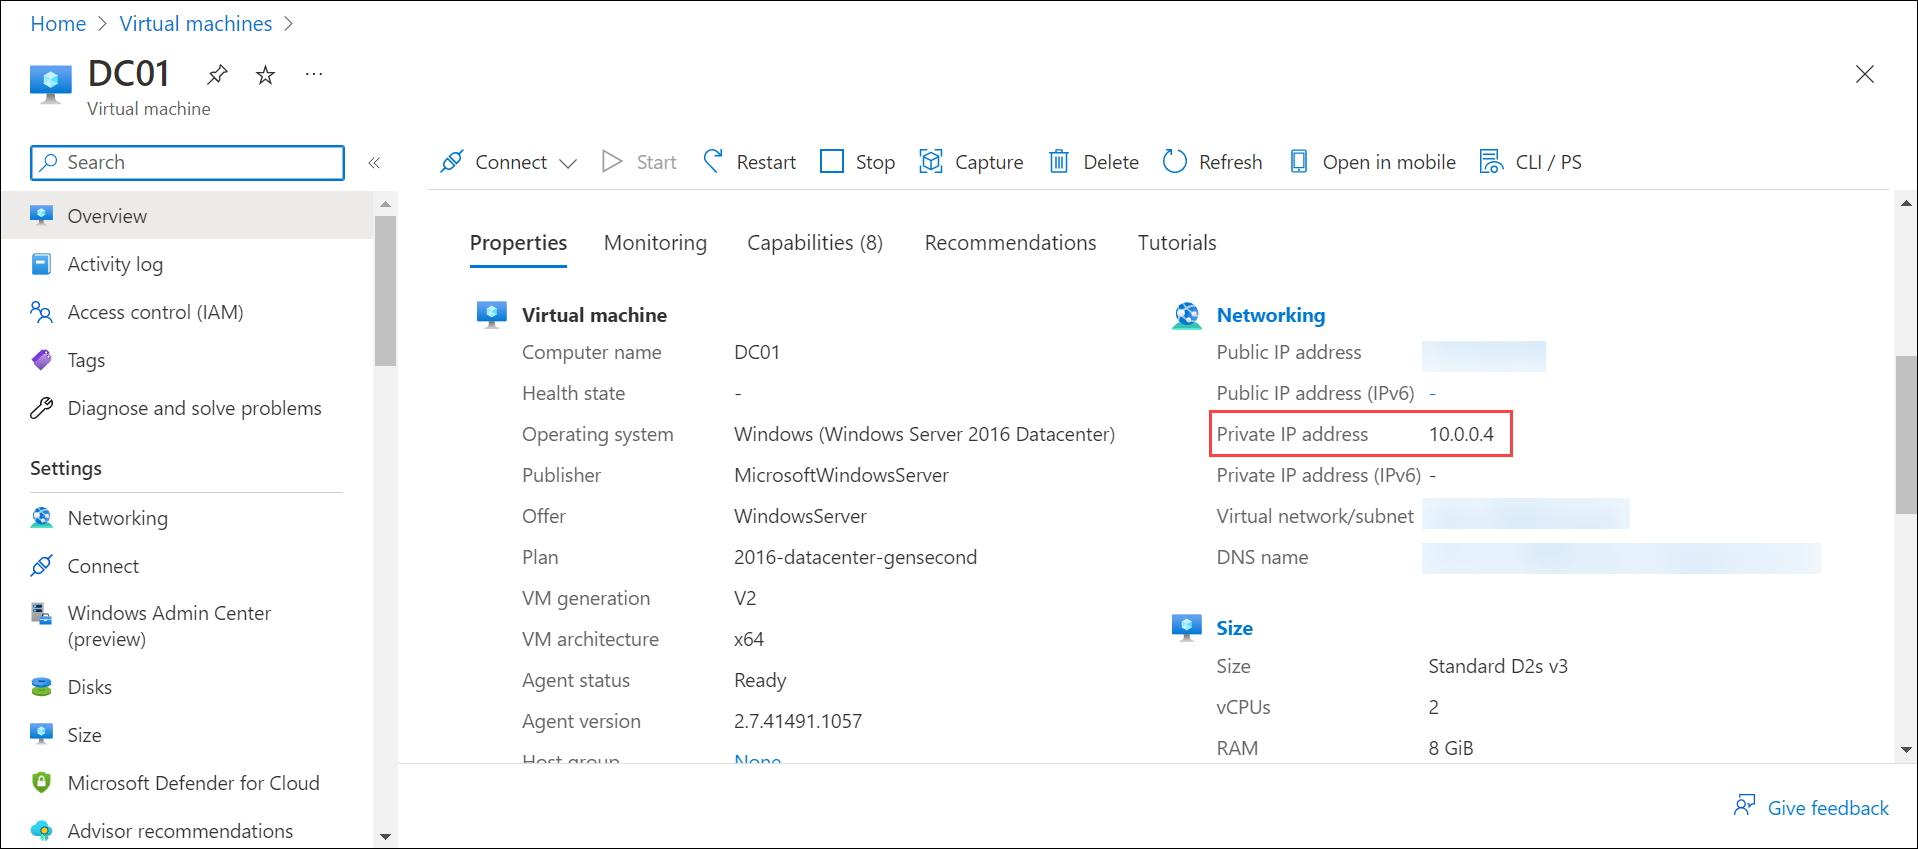 Home > Virtual machines >
DC01 ...
Virtual machine
Search «
Overview
Activity log
Access control (IAM)
Tags
Diagnose and solve problems
Settings
Networking
Connect
Windows Admin Center
(preview)
Disks
Size
Microsoft Defender for Cloud
Advisor recommendations
Connect Start Restart Stop Capture Delete Refresh Open in mobile CLI / PS
Properties Monitoring Capabilities (8) Recommendations Tutorials
Virtual machine
Computer name DC01
Health state -
Operating system Windows (Windows Server 2016 Datacenter)
Publisher MicrosoftWindowsServer
Offer WindowsServer
Plan 2016-datacenter-gensecond
VM generation V2
VM architecture x64
Agent status Ready
Agent version 2.7.41491.1057
Host group None
Networking
Public IP address
Public IP address (IPv6) -
Private IP address 10.0.0.4
Private IP address (IPv6) -
Virtual network/subnet
DNS name
Size
Size Standard D2s v3
vCPUs 2
RAM 8 GiB
Give feedback